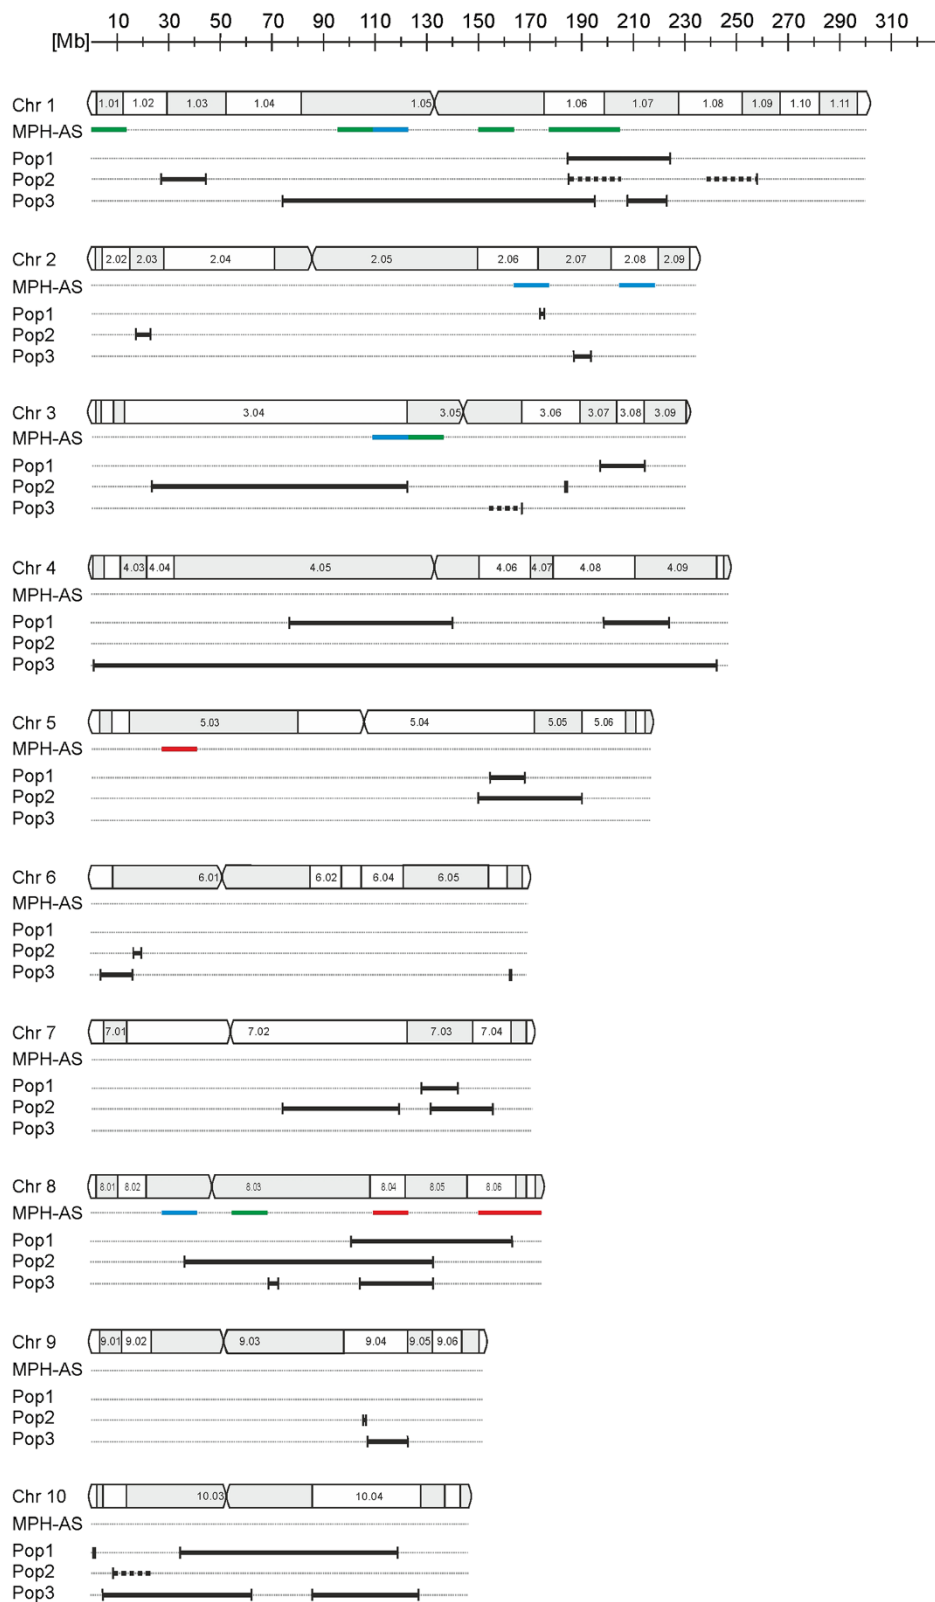 10 30 50 70 90 110 130 150 170 190 210 230 250 270 290 310
[Mb]
Chr 1 1.01 1.02 1.03 1.04 1.05 1.06 1.07 1.08 1.09 1.10 1.11
MPH-AS
Pop1
Pop2
Pop3
Chr 2 2.02 2.03 2.04 2.05 2.06 2.07 2.08 2.09
MPH-AS
Pop1
Pop2
Pop3
Chr 3 3.04 3.05 3.06 3.07 3.08 3.09
MPH-AS
Pop1
Pop2
Pop3
Chr 4 4.03 4.04 4.05 4.06 4.07 4.08 4.09
MPH-AS
Pop1
Pop2
Pop3
Chr 5 5.03 5.04 5.05 5.06
MPH-AS
Pop1
Pop2
Pop3
Chr 6 6.01 6.02 6.04 6.05
MPH-AS
Pop1
Pop2
Pop3
Chr 7 7.01 7.02 7.03 7.04
MPH-AS
Pop1
Pop2
Pop3
Chr 8 8.01 8.02 8.03 8.04 8.05 8.06
MPH-AS
Pop1
Pop2
Pop3
Chr 9 9.01 9.02 9.03 9.04 9.05 9.06
MPH-AS
Pop1
Pop2
Pop3
Chr 10 10.03 10.04
MPH-AS
Pop1
Pop2
Pop3